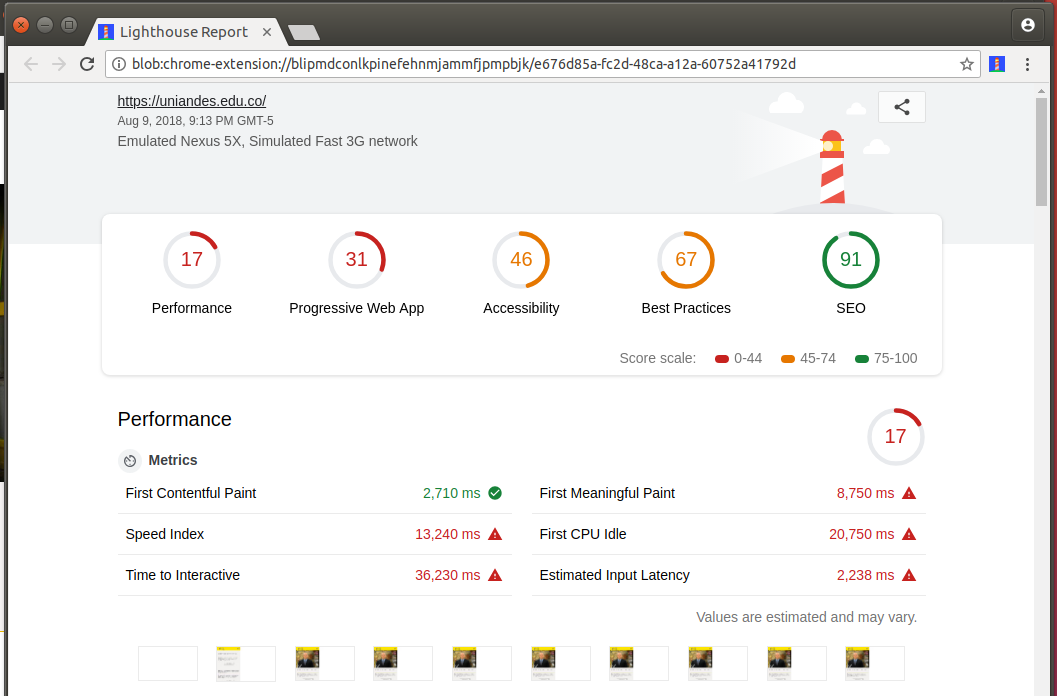 Lighthouse Report
blob:chrome-extension://blipmdconlkpinefehnmjammfjpmpbjk/e676d85a-fc2d-48ca-a12a-60752a41792d
https://uniandes.edu.co/
Aug 9, 2018, 9:13 PM GMT-5
Emulated Nexus 5X, Simulated Fast 3G network
17 31 46 67 91
Performance Progressive Web App Accessibility Best Practices SEO
Score scale: 0-44 45-74 75-100
Performance 17
Metrics
First Contentful Paint 2,710 ms First Meaningful Paint 8,750 ms
Speed Index 13,240 ms First CPU Idle 20,750 ms
Time to Interactive 36,230 ms Estimated Input Latency 2,238 ms
Values are estimated and may vary.